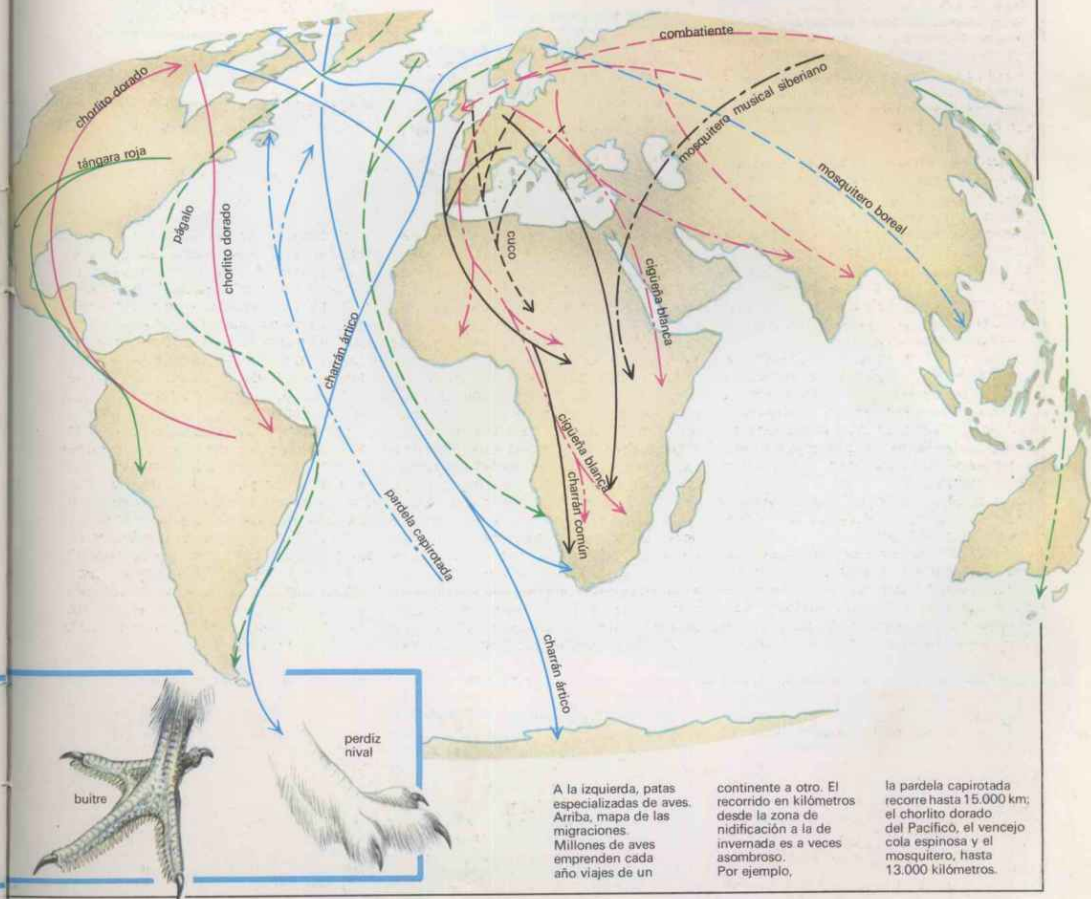 combatiente
chorlito dorado
mosquitero musical siberiano
tángara roja
mosquitero boreal
págalo
chorlito dorado
cuco
cigüeña blanca
charrán ártico
cigüeña blanca
charrán común
pardela capirotada
charrán ártico
perdiz
nival
buitre
A la izquierda, patas
especializadas de aves.
Arriba, mapa de las
migraciones.
Millones de aves
emprenden cada
año viajes de un
continente a otro. El
recorrido en kilómetros
desde la zona de
nidificación a la de
invernada es a veces
asombroso.
Por ejemplo,
la pardela capirotada
recorre hasta 15.000 km;
el chorlito dorado
del Pacífico, el vencejo
cola espinosa y el
mosquitero, hasta
13.000 kilómetros.